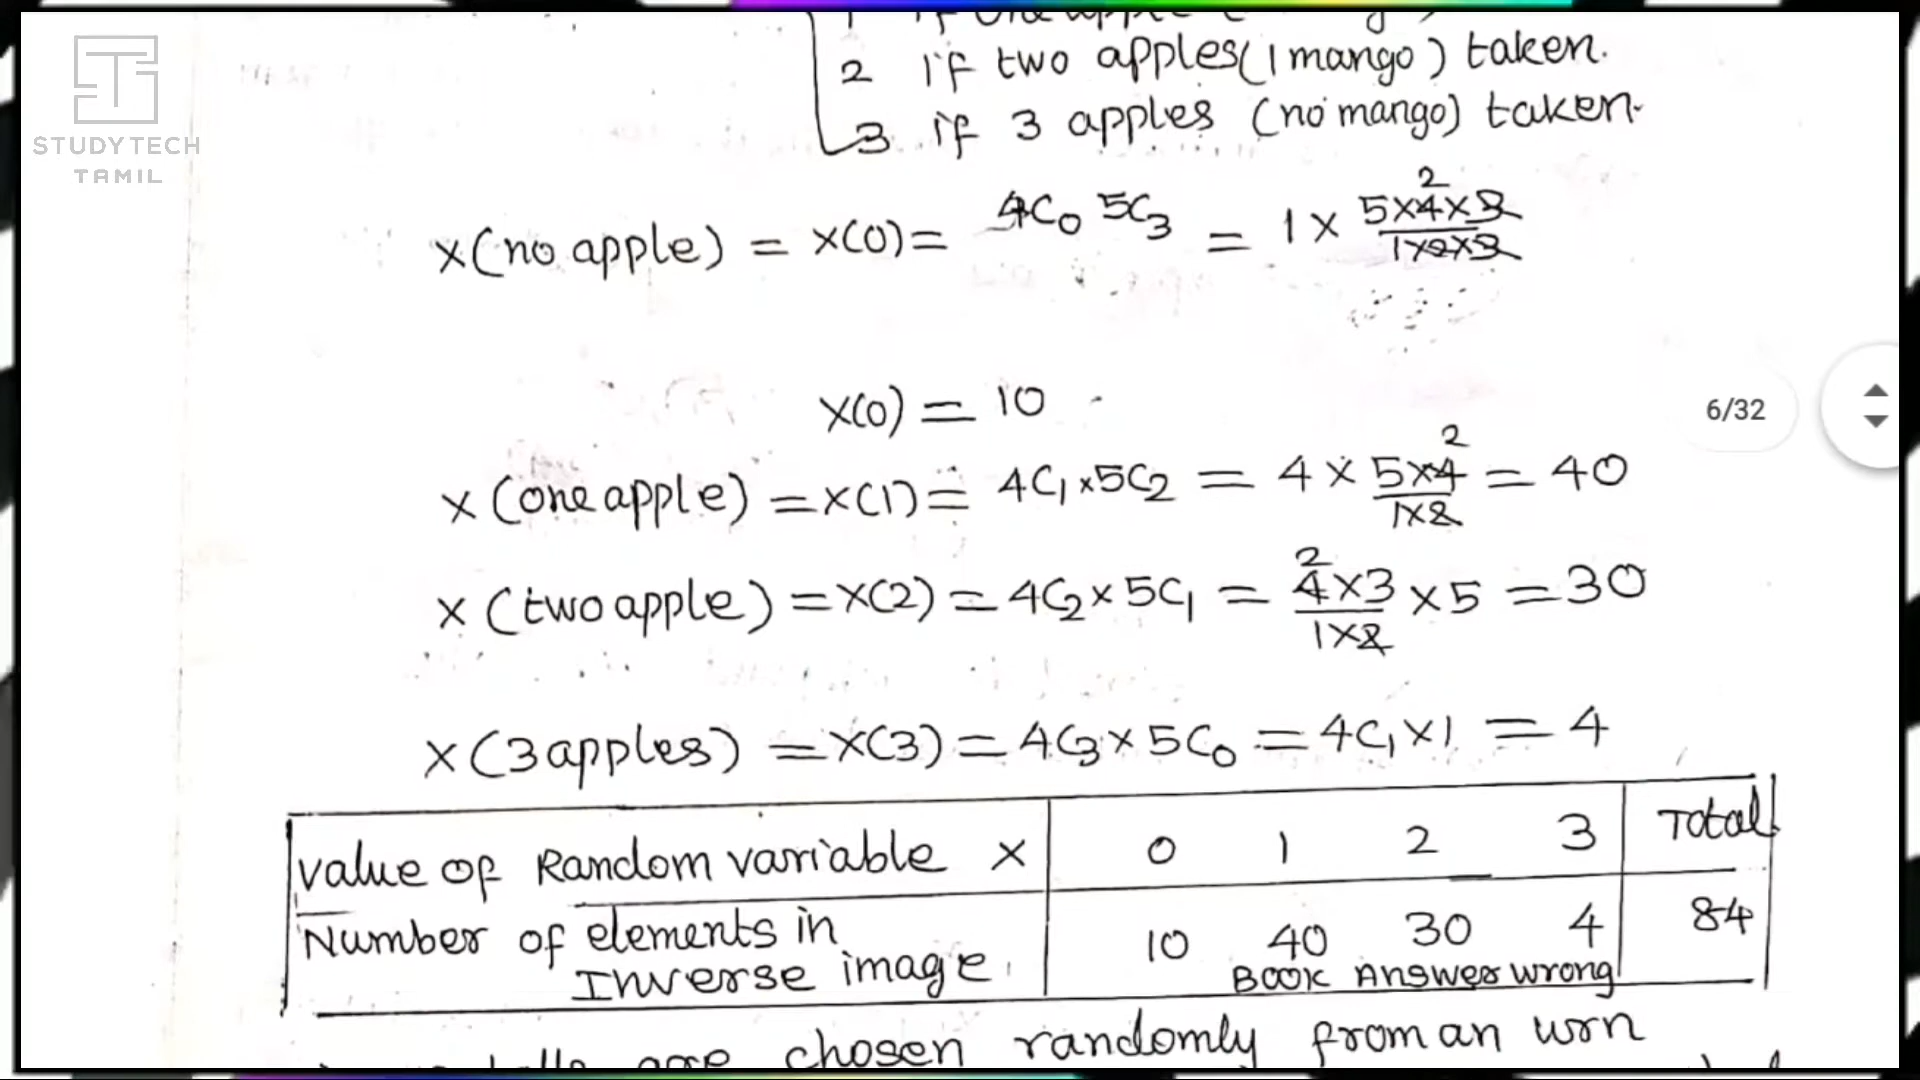 STUDYTECH
TAMIL
2 if two apples (1 mango) taken.
3 if 3 apples (no mango) taken.
X(no apple) = X(0) = 4C0 5C3 = 1 × 5×4×3 / 1×2×3
2
X(0) = 10
6/32
X(one apple) = X(1) = 4C1 × 5C2 = 4 × 5×4 / 1×2 = 40
2
X(two apple) = X(2) = 4C2 × 5C1 = 4×3 / 1×2 × 5 = 30
2
X(3 apples) = X(3) = 4C3 × 5C0 = 4C1 × 1 = 4
Value of Random variable X 0 1 2 3 Total
Number of elements in Inverse image 10 40 30 4 84
BOOK Answer wrong
are chosen randomly from an urn